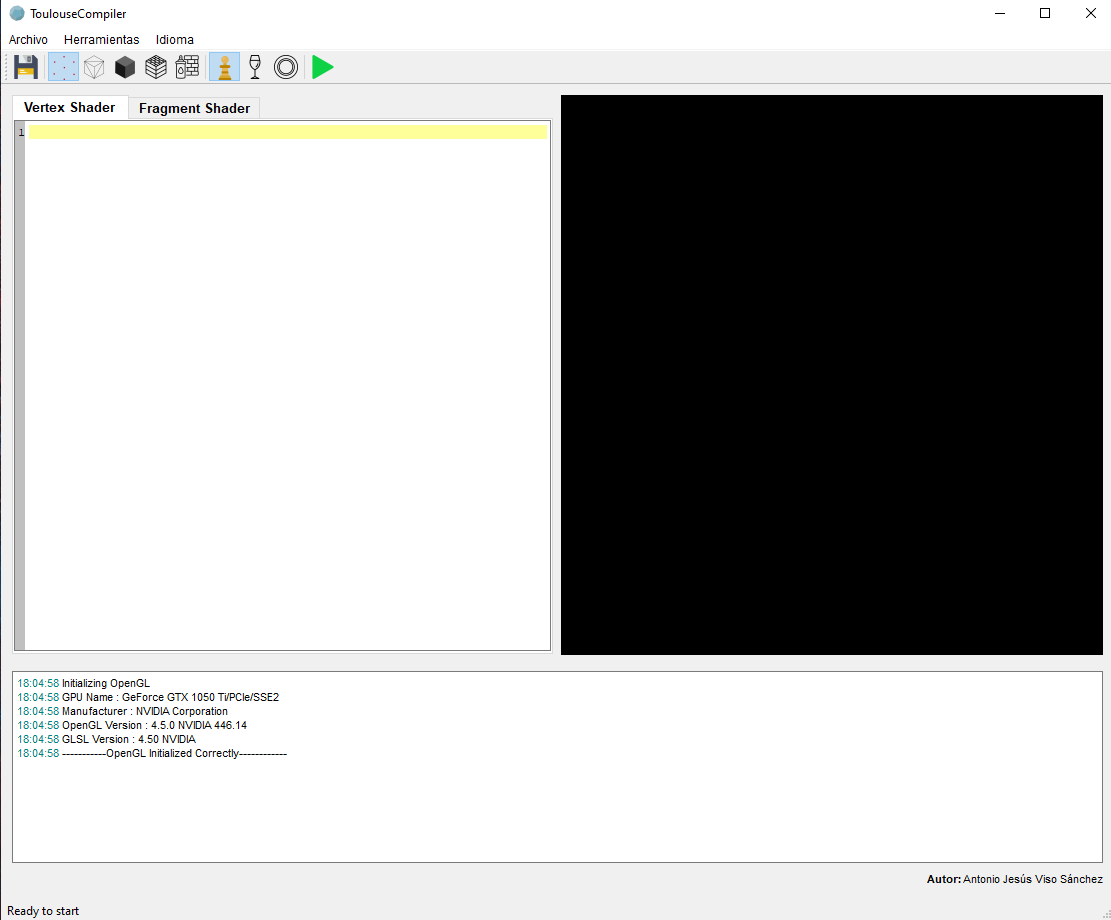 ToulouseCompiler
Archivo Herramientas Idioma
Vertex Shader Fragment Shader
1
18:04:58 Initializing OpenGL
18:04:58 GPU Name : GeForce GTX 1050 Ti/PCIe/SSE2
18:04:58 Manufacturer : NVIDIA Corporation
18:04:58 OpenGL Version : 4.5.0 NVIDIA 446.14
18:04:58 GLSL Version : 4.50 NVIDIA
18:04:58 -----------OpenGL Initialized Correctly------------
Autor: Antonio Jesús Viso Sánchez
Ready to start